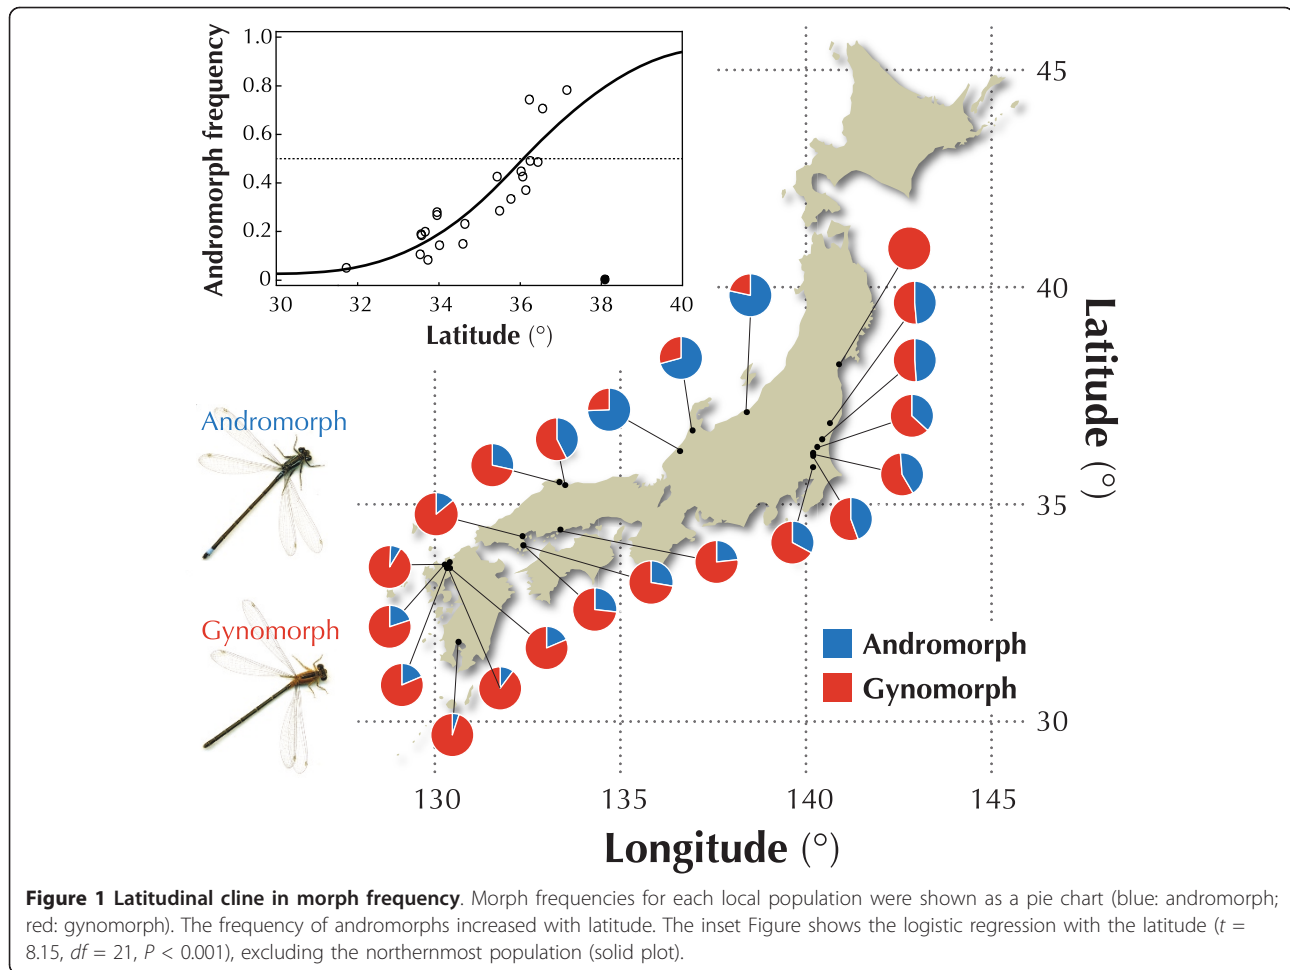 Andromorph frequency
1.0
0.8
0.6
0.4
0.2
0
30 32 34 36 38 40
Latitude (°)
45
40
35
30
Latitude (°)
Andromorph
Gynomorph
Andromorph
Gynomorph
130 135 140 145
Longitude (°)
Figure 1 Latitudinal cline in morph frequency. Morph frequencies for each local population were shown as a pie chart (blue: andromorph;
red: gynomorph). The frequency of andromorphs increased with latitude. The inset Figure shows the logistic regression with the latitude (t =
8.15, df = 21, P < 0.001), excluding the northernmost population (solid plot).